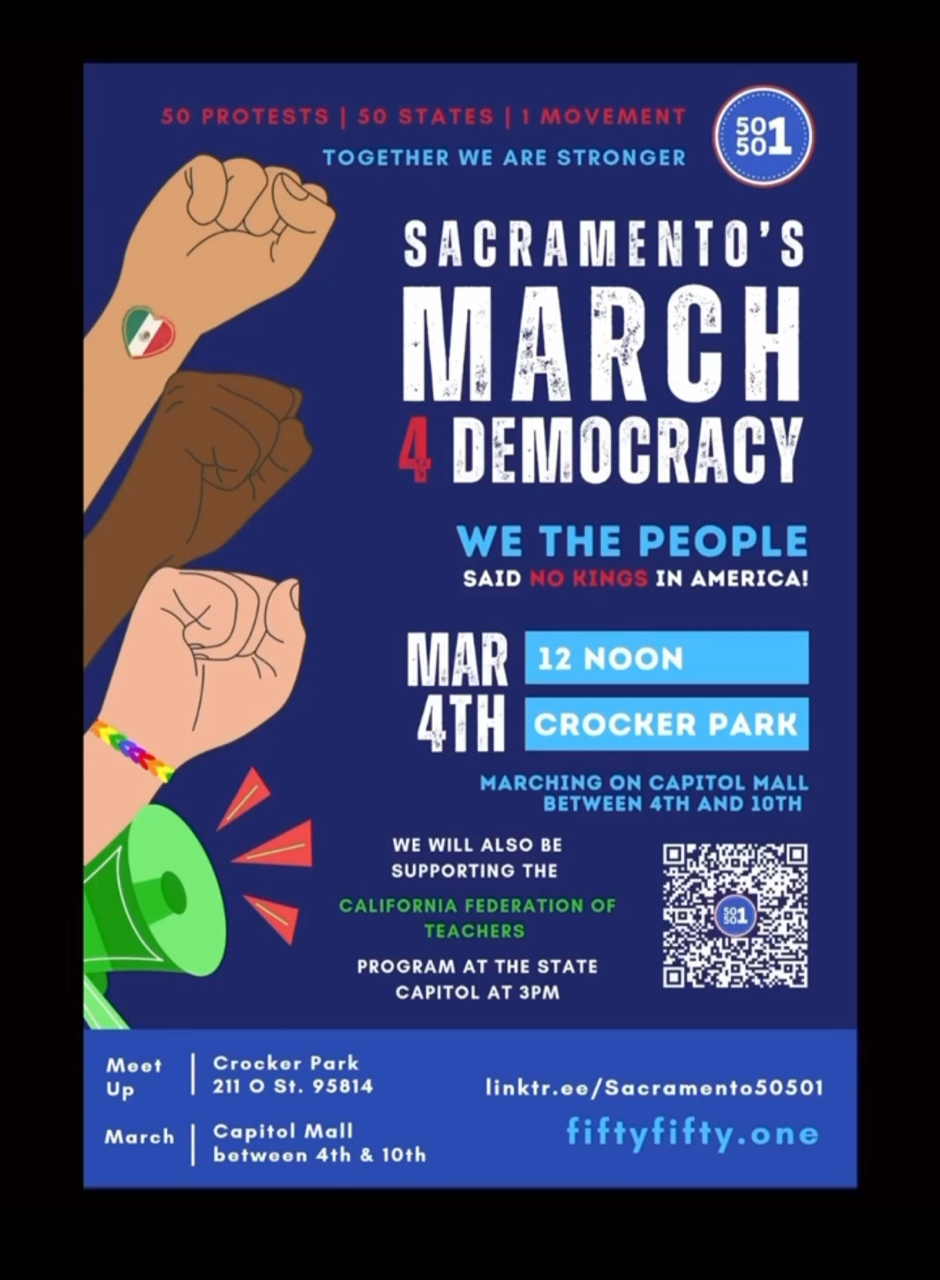 50 PROTESTS | 50 STATES | 1 MOVEMENT
TOGETHER WE ARE STRONGER
50
50 1
SACRAMENTO'S
MARCH
4 DEMOCRACY
WE THE PEOPLE
SAID NO KINGS IN AMERICA!
MAR
4TH
12 NOON
CROCKER PARK
MARCHING ON CAPITOL MALL
BETWEEN 4TH AND 10TH
WE WILL ALSO BE
SUPPORTING THE
CALIFORNIA FEDERATION OF
TEACHERS
PROGRAM AT THE STATE
CAPITOL AT 3PM
50
50 1
Meet
Up
Crocker Park
211 O St. 95814
March
Capitol Mall
between 4th & 10th
linktr.ee/Sacramento50501
fiftyfifty.one